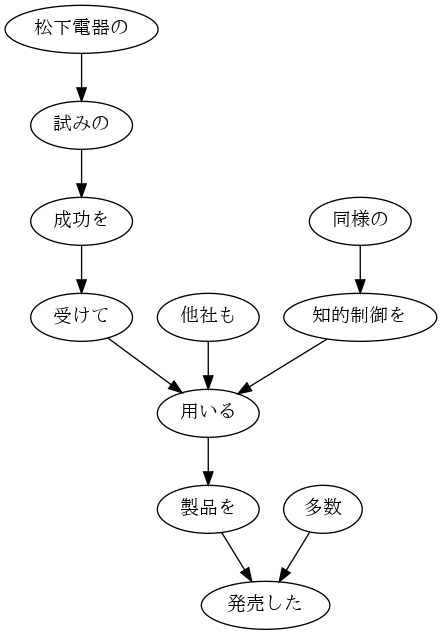 松下電器の
試みの
成功を
同様の
受けて
他社も
知的制御を
用いる
製品を
多数
発売した